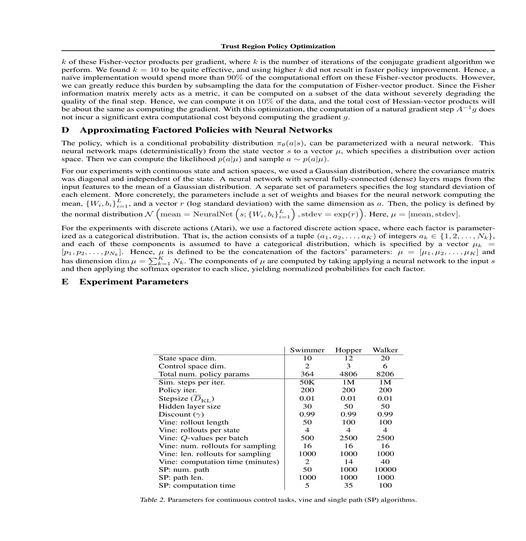 Trust Region Policy Optimization
k of these Fisher-vector products per gradient, where k is the number of iterations of the conjugate gradient algorithm we
perform. We found k = 10 to be quite effective, and using higher k did not result in faster policy improvement. Hence, a
naïve implementation would spend more than 90% of the computational effort on these Fisher-vector products. However,
we can greatly reduce this burden by subsampling the data for the computation of Fisher-vector product. Since the Fisher
information matrix merely acts as a metric, it can be computed on a subset of the data without severely degrading the
quality of the final step. Hence, we can compute it on 10% of the data, and the total cost of Hessian-vector products will
be about the same as computing the gradient. With this optimization, the computation of a natural gradient step A⁻¹g does
not incur a significant extra computational cost beyond computing the gradient g.
D Approximating Factored Policies with Neural Networks
The policy, which is a conditional probability distribution πθ(a|s), can be parameterized with a neural network. This
neural network maps (deterministically) from the state vector s to a vector μ, which specifies a distribution over action
space. Then we can compute the likelihood p(a|μ) and sample a ∼ p(a|μ).
For our experiments with continuous state and action spaces, we used a Gaussian distribution, where the covariance matrix
was diagonal and independent of the state. A neural network with several fully-connected (dense) layers maps from the
input features to the mean of a Gaussian distribution. A separate set of parameters specifies the log standard deviation of
each element. More concretely, the parameters include a set of weights and biases for the neural network computing the
mean, {Wᵢ, bᵢ}ᴸᵢ₌₁, and a vector r (log standard deviation) with the same dimension as a. Then, the policy is defined by
the normal distribution 𝒩(mean = NeuralNet(s; {Wᵢ, bᵢ}ᴸᵢ₌₁), stdev = exp(r)). Here, μ = [mean, stdev].
For the experiments with discrete actions (Atari), we use a factored discrete action space, where each factor is parameter-
ized as a categorical distribution. That is, the action consists of a tuple (a₁, a₂, . . . , a_K) of integers a_k ∈ {1, 2, . . . , N_k},
and each of these components is assumed to have a categorical distribution, which is specified by a vector μ_k =
[p₁, p₂, . . . , p_{N_k}]. Hence, μ is defined to be the concatenation of the factors' parameters: μ = [μ₁, μ₂, . . . , μ_K] and
has dimension dim μ = ∑ᴷ_{k=1} N_k. The components of μ are computed by taking applying a neural network to the input s
and then applying the softmax operator to each slice, yielding normalized probabilities for each factor.
E Experiment Parameters
Swimmer Hopper Walker
State space dim. 10 12 20
Control space dim. 2 3 6
Total num. policy params 364 4806 8206
Sim. steps per iter. 50K 1M 1M
Policy iter. 200 200 200
Stepsize (D̅_KL) 0.01 0.01 0.01
Hidden layer size 30 50 50
Discount (γ) 0.99 0.99 0.99
Vine: rollout length 50 100 100
Vine: rollouts per state 4 4 4
Vine: Q-values per batch 500 2500 2500
Vine: num. rollouts for sampling 16 16 16
Vine: len. rollouts for sampling 1000 1000 1000
Vine: computation time (minutes) 2 14 40
SP: num. path 50 1000 10000
SP: path len. 1000 1000 1000
SP: computation time 5 35 100
Table 2. Parameters for continuous control tasks, vine and single path (SP) algorithms.